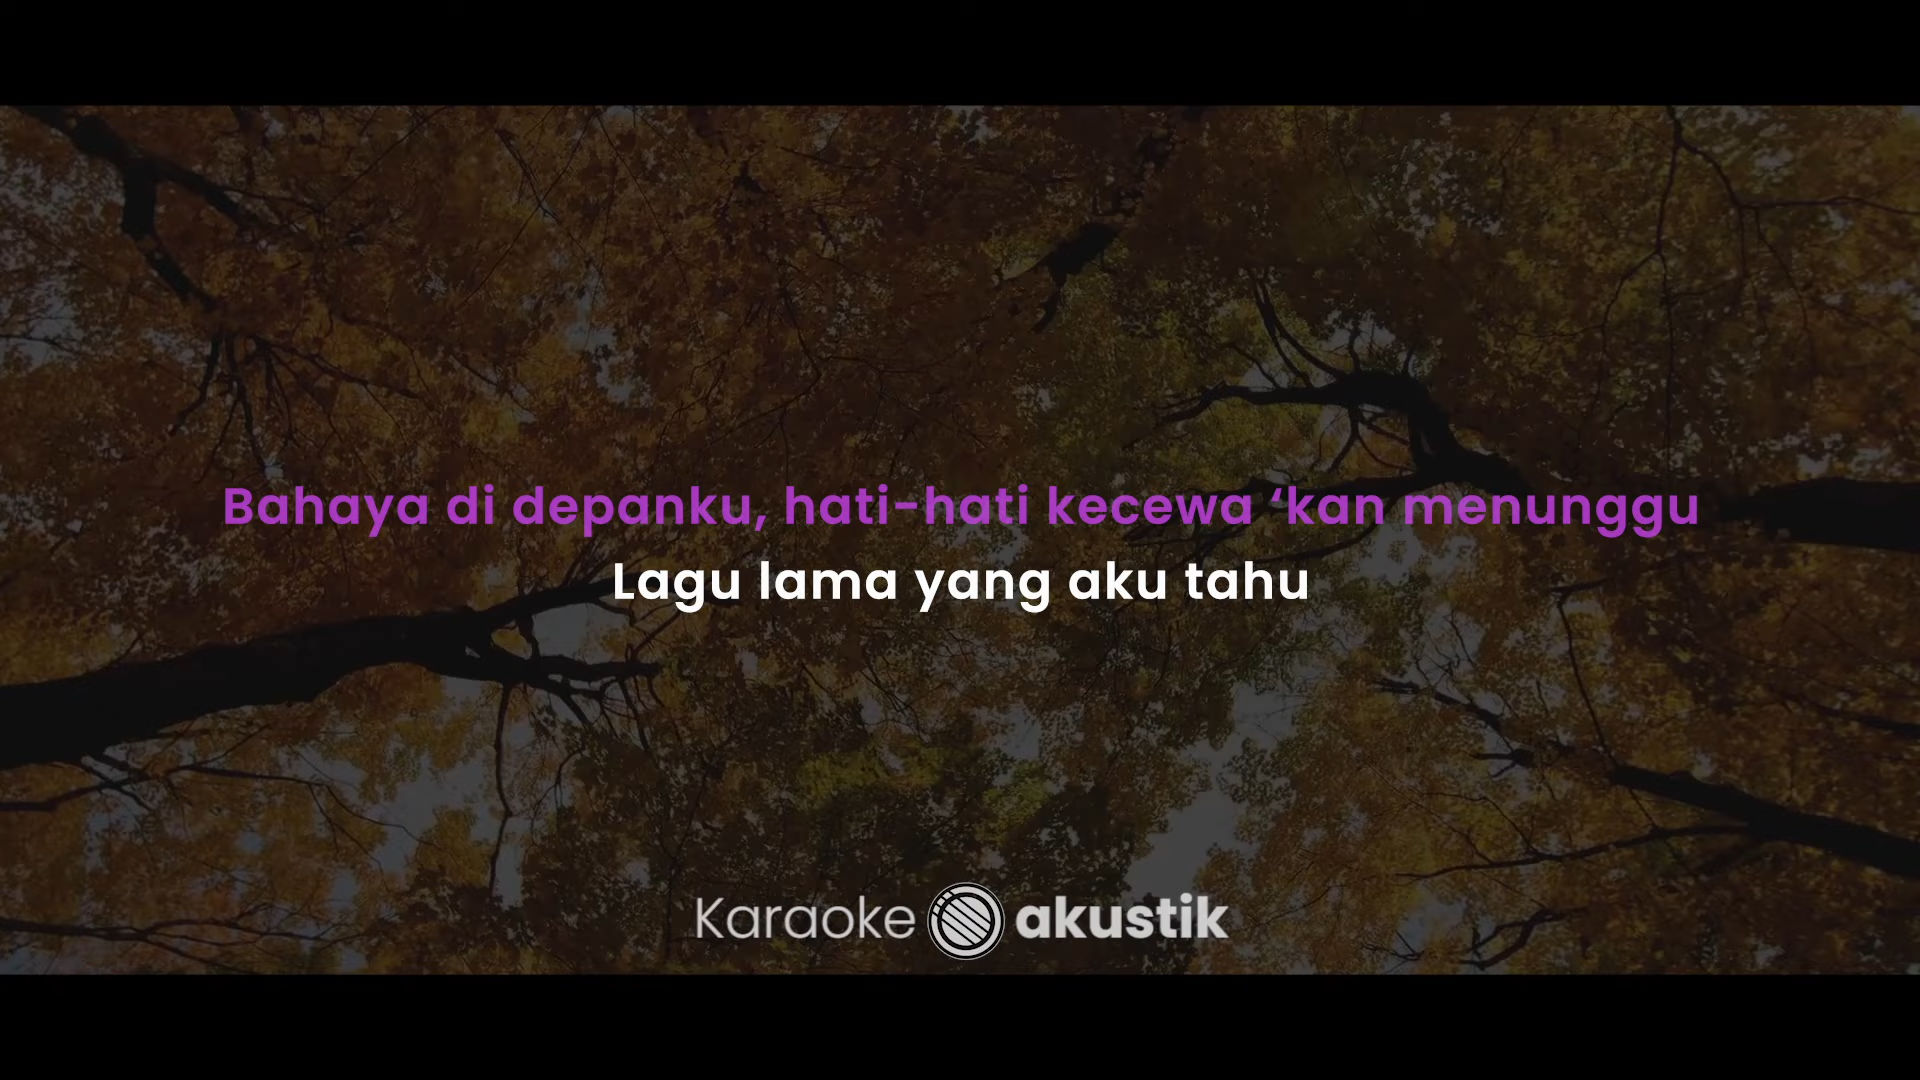 Bahaya di depanku, hati-hati kecewa ‘kan menunggu
Lagu lama yang aku tahu
Karaoke akustik